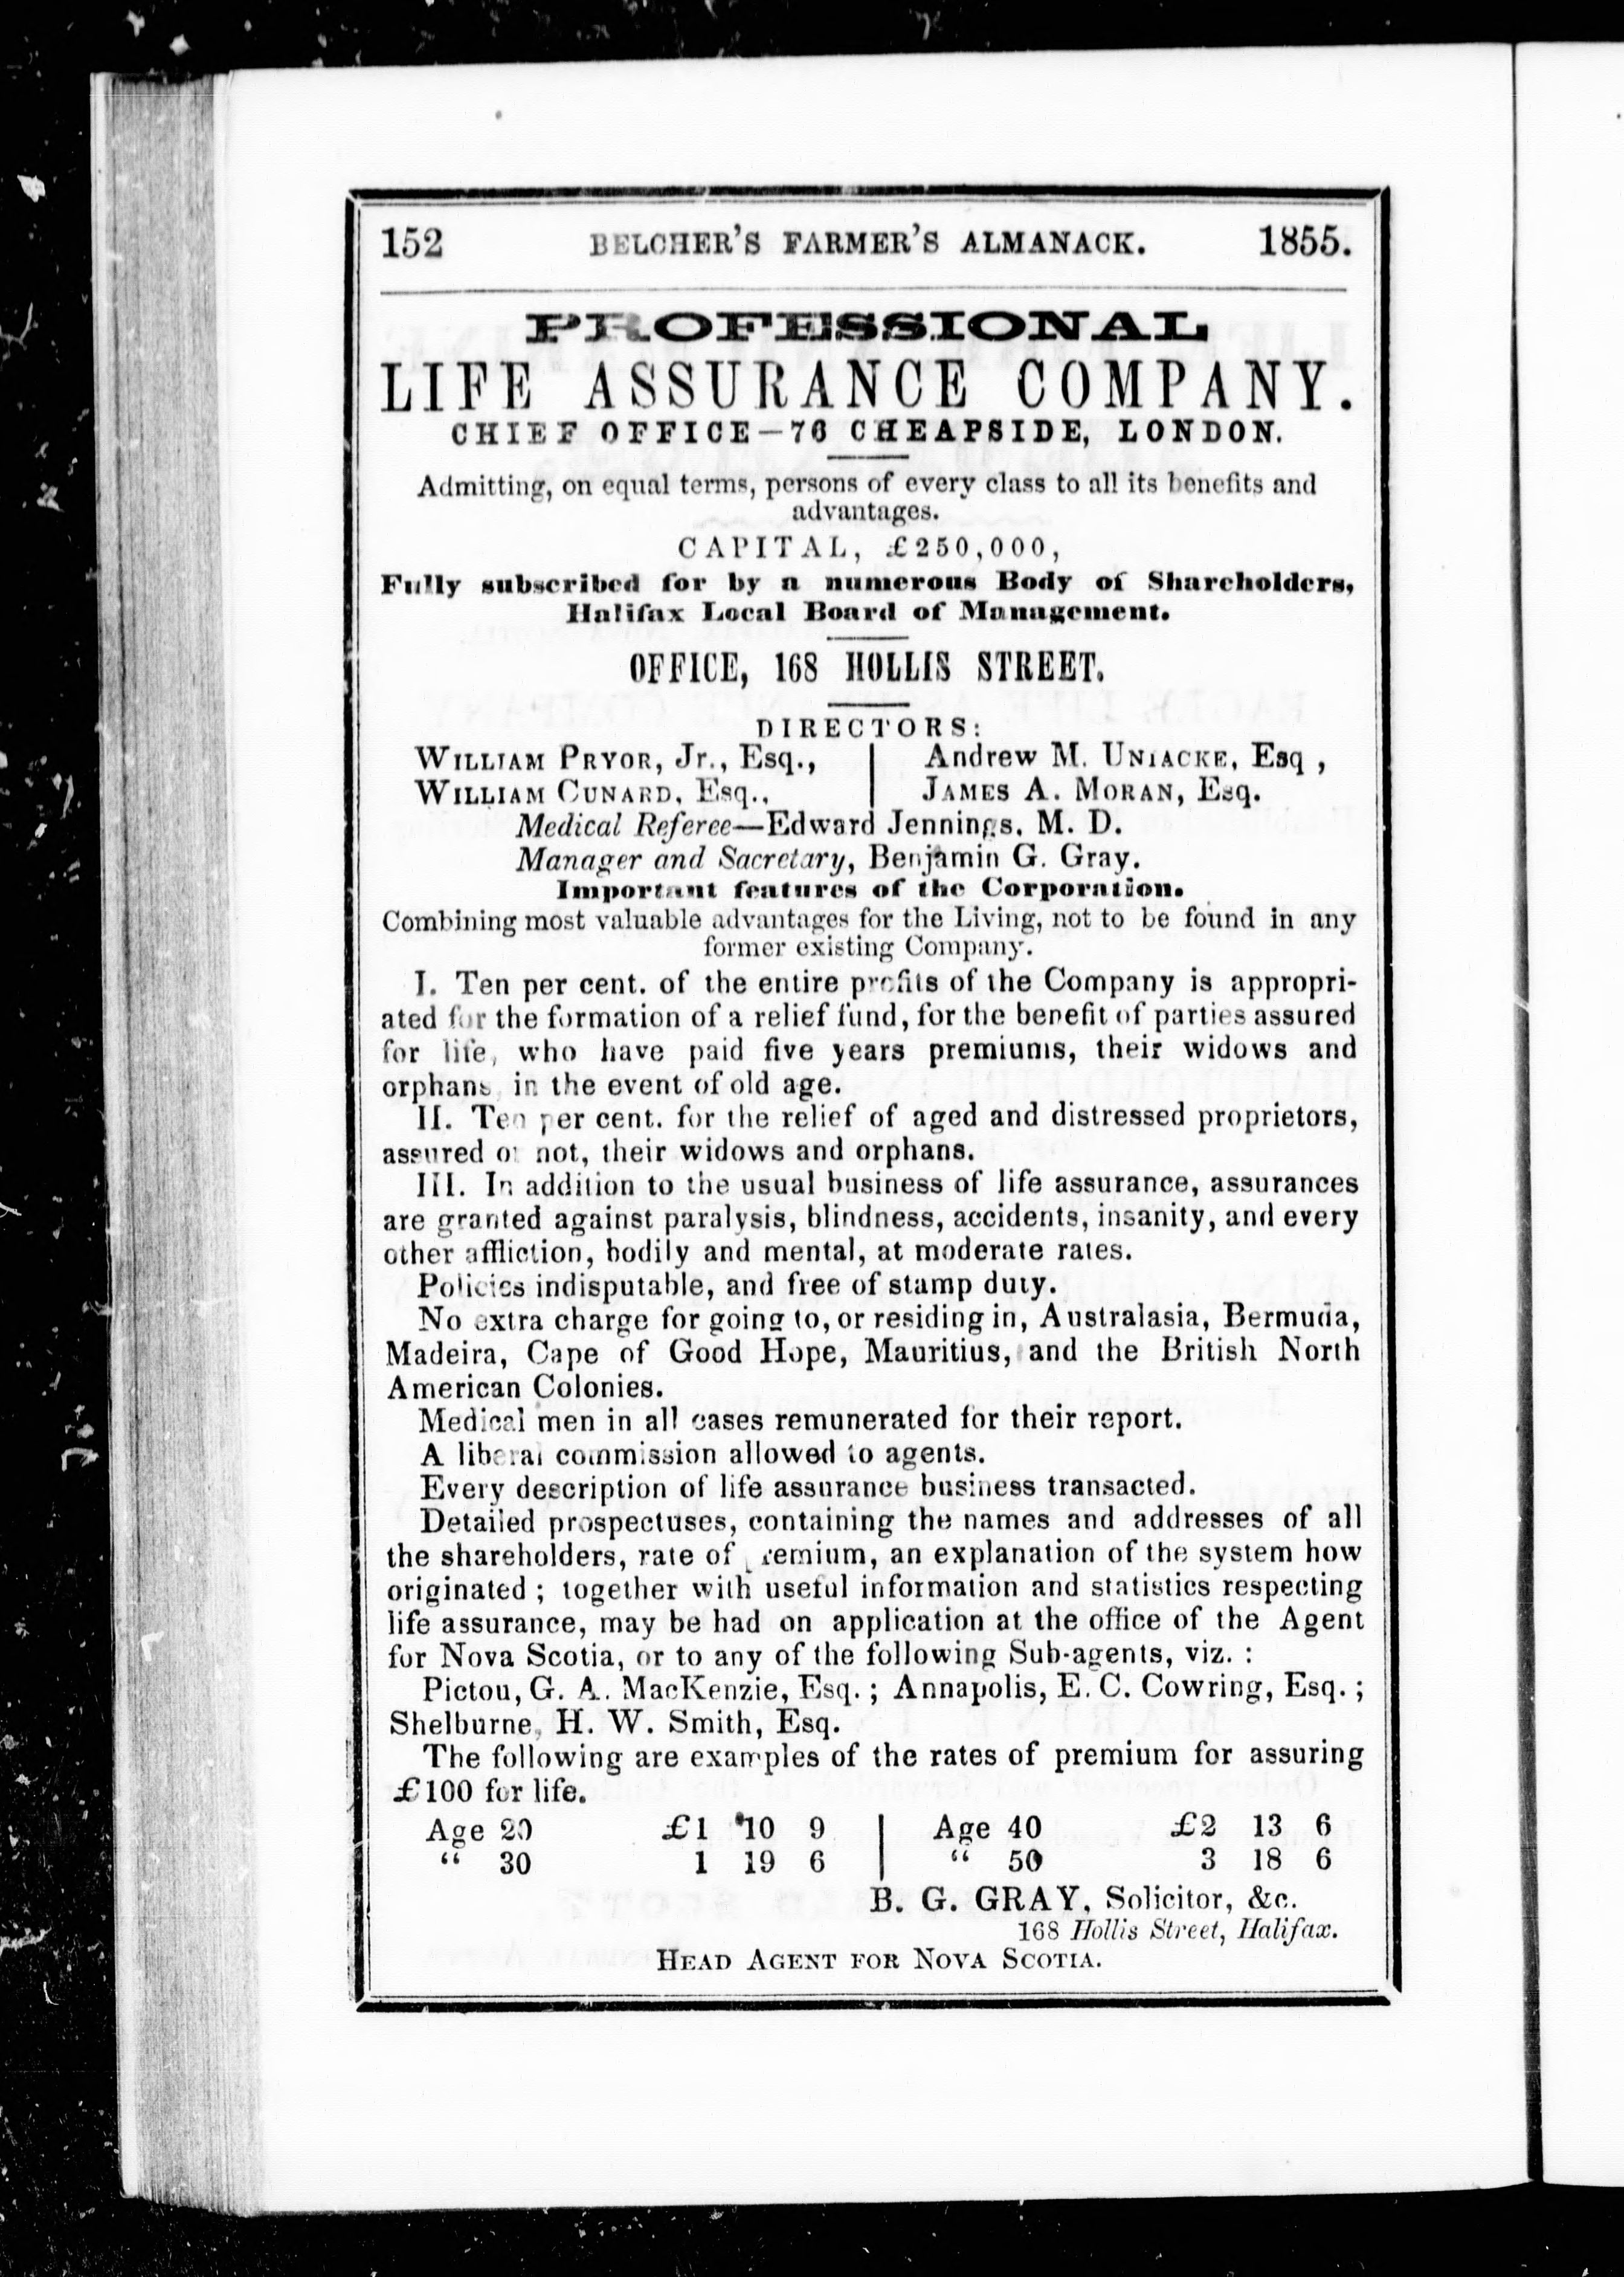 152 BELCHER'S FARMER'S ALMANACK. 1855.
PROFESSIONAL
LIFE ASSURANCE COMPANY.
CHIEF OFFICE—76 CHEAPSIDE, LONDON.
Admitting, on equal terms, persons of every class to all its benefits and
advantages.
CAPITAL, £250,000,
Fully subscribed for by a numerous Body of Shareholders,
Halifax Local Board of Management.
OFFICE, 168 HOLLIS STREET.
DIRECTORS:
WILLIAM PRYOR, Jr., Esq., | Andrew M. UNIACKE, Esq ,
WILLIAM CUNARD, Esq., | JAMES A. MORAN, Esq.
Medical Referee—Edward Jennings. M. D.
Manager and Sacretary, Benjamin G. Gray.
Important features of the Corporation.
Combining most valuable advantages for the Living, not to be found in any
former existing Company.
I. Ten per cent. of the entire profits of the Company is appropri-
ated for the formation of a relief fund, for the benefit of parties assured
for life, who have paid five years premiums, their widows and
orphans in the event of old age.
II. Ten per cent. for the relief of aged and distressed proprietors,
assured or not, their widows and orphans.
III. In addition to the usual business of life assurance, assurances
are granted against paralysis, blindness, accidents, insanity, and every
other affliction, bodily and mental, at moderate rates.
Policies indisputable, and free of stamp duty.
No extra charge for going to, or residing in, Australasia, Bermuda,
Madeira, Cape of Good Hope, Mauritius, and the British North
American Colonies.
Medical men in all cases remunerated for their report.
A liberal commission allowed to agents.
Every description of life assurance business transacted.
Detailed prospectuses, containing the names and addresses of all
the shareholders, rate of premium, an explanation of the system how
originated ; together with useful information and statistics respecting
life assurance, may be had on application at the office of the Agent
for Nova Scotia, or to any of the following Sub-agents, viz. :
Pictou, G. A. MacKenzie, Esq. ; Annapolis, E. C. Cowring, Esq. ;
Shelburne, H. W. Smith, Esq.
The following are examples of the rates of premium for assuring
£100 for life.
Age 20 £1 10 9 | Age 40 £2 13 6
“ 30 1 19 6 | “ 50 3 18 6
B. G. GRAY, Solicitor, &c.
168 Hollis Street, Halifax.
HEAD AGENT FOR NOVA SCOTIA.